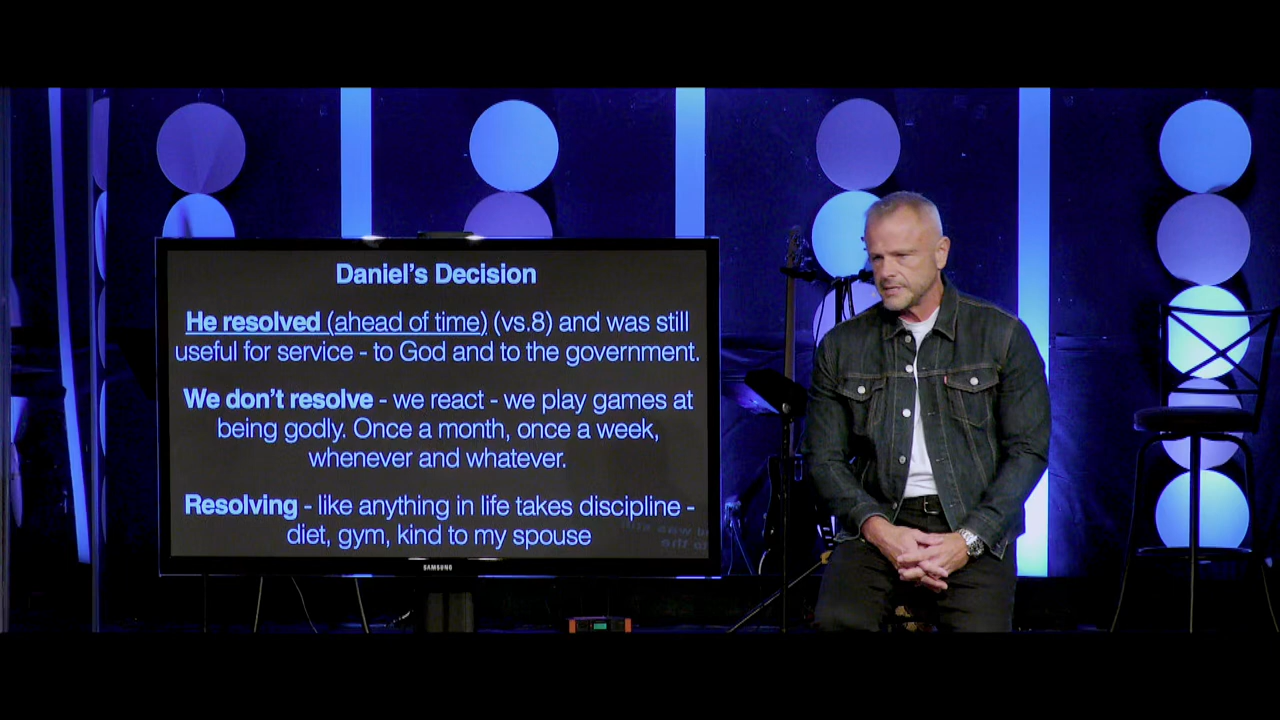 Daniel’s Decision
He resolved (ahead of time) (vs.8) and was still
useful for service - to God and to the government.
We don’t resolve - we react - we play games at
being godly. Once a month, once a week,
whenever and whatever.
Resolving - like anything in life takes discipline -
diet, gym, kind to my spouse
SAMSUNG